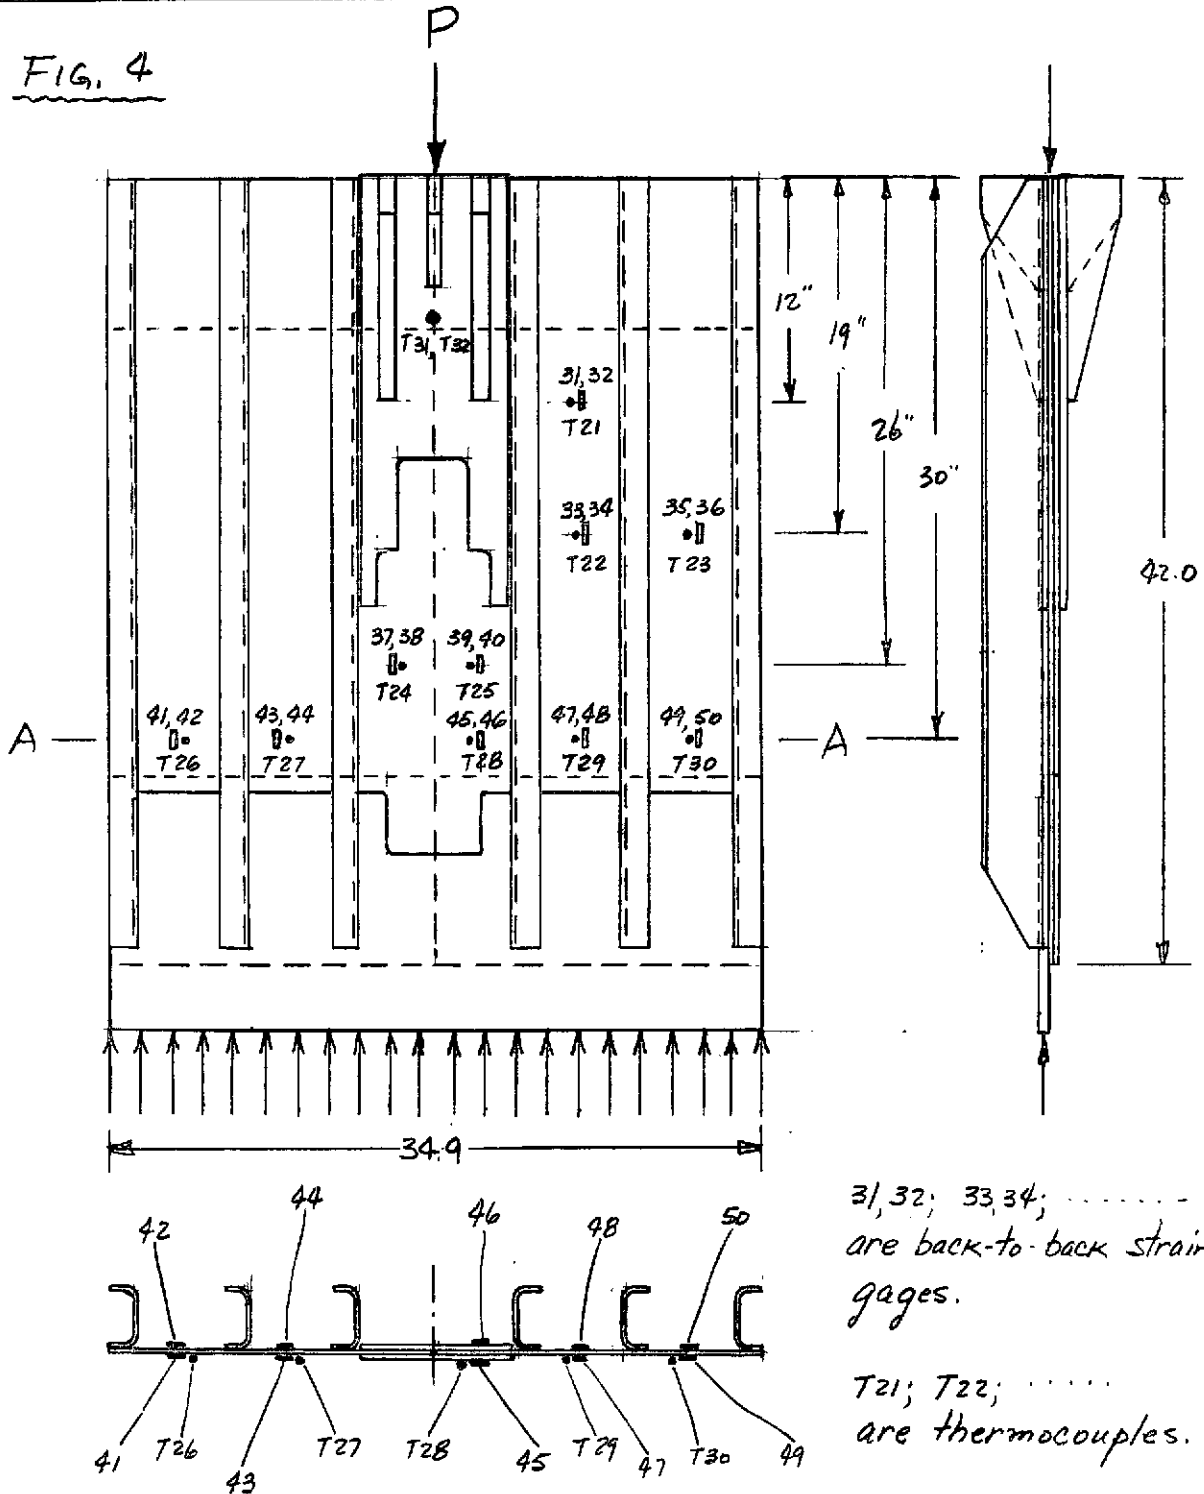 P
FIG. 4
12"
19"
T31, T32
31,32
T21
26"
30"
33,34
35,36
T22
T23
42.0
37,38
39,40
T24
T25
41,42
43,44
45,46
47,48
49,50
A
A
T26
T27
T28
T29
T30
34.9
31,32; 33,34; ........
are back-to-back strain
gages.
44
42
46
48
50
T21; T22; .....
are thermocouples.
41
T26
43
T27
T28
45
T29
47
T30
49